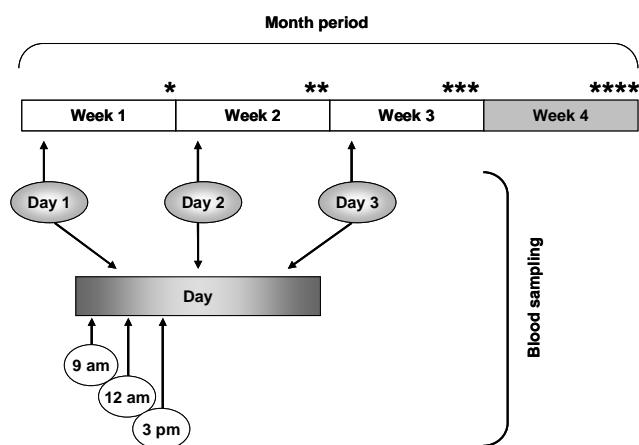 Month period
* ** *** ****
Week 1 Week 2 Week 3 Week 4
Day 1 Day 2 Day 3
Day
Blood sampling
9 am
12 am
3 pm